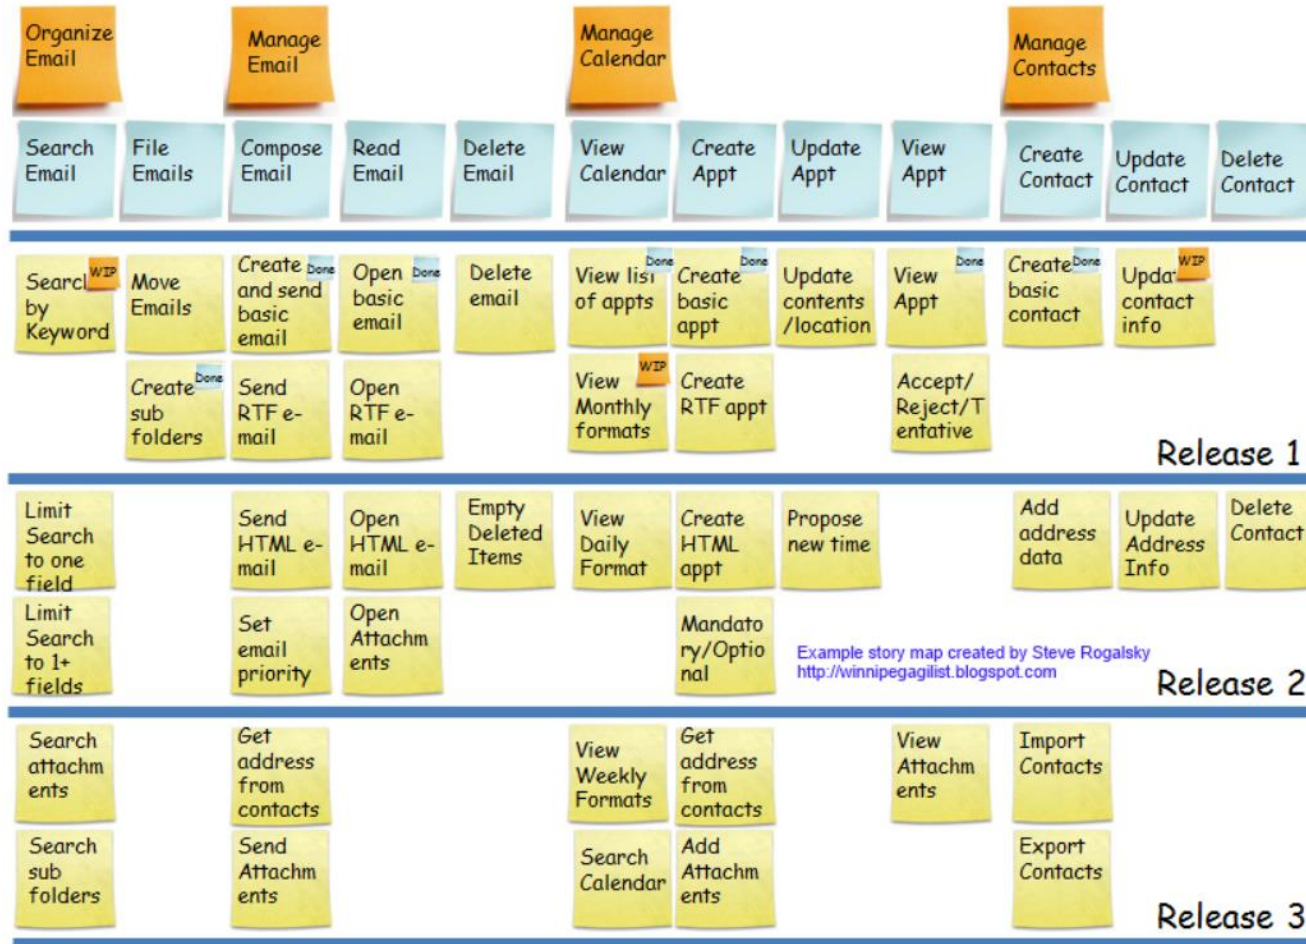 Organize
Email
Manage
Email
Manage
Calendar
Manage
Contacts
Search
Email
File
Emails
Compose
Email
Read
Email
Delete
Email
View
Calendar
Create
Appt
Update
Appt
View
Appt
Create
Contact
Update
Contact
Delete
Contact
Search
by
Keyword
WIP
Move
Emails
Create
and send
basic
email
Done
Open
basic
email
Done
Delete
email
View list
of appts
Done
Create
basic
appt
Done
Update
contents
/location
View
Appt
Done
Create
basic
contact
Done
Updat
contact
info
WIP
Create
sub
folders
Done
Send
RTF e-
mail
Open
RTF e-
mail
View
Monthly
formats
WIP
Create
RTF appt
Accept/
Reject/T
entative
Release 1
Limit
Search
to one
field
Send
HTML e-
mail
Open
HTML e-
mail
Empty
Deleted
Items
View
Daily
Format
Create
HTML
appt
Propose
new time
Add
address
data
Update
Address
Info
Delete
Contact
Limit
Search
to 1+
fields
Set
email
priority
Open
Attachm
ents
Mandato
ry/Optio
nal
Example story map created by Steve Rogalsky
http://winnipegagilist.blogspot.com
Release 2
Search
attachm
ents
Get
address
from
contacts
View
Weekly
Formats
Get
address
from
contacts
View
Attachm
ents
Import
Contacts
Search
sub
folders
Send
Attachm
ents
Search
Calendar
Add
Attachm
ents
Export
Contacts
Release 3